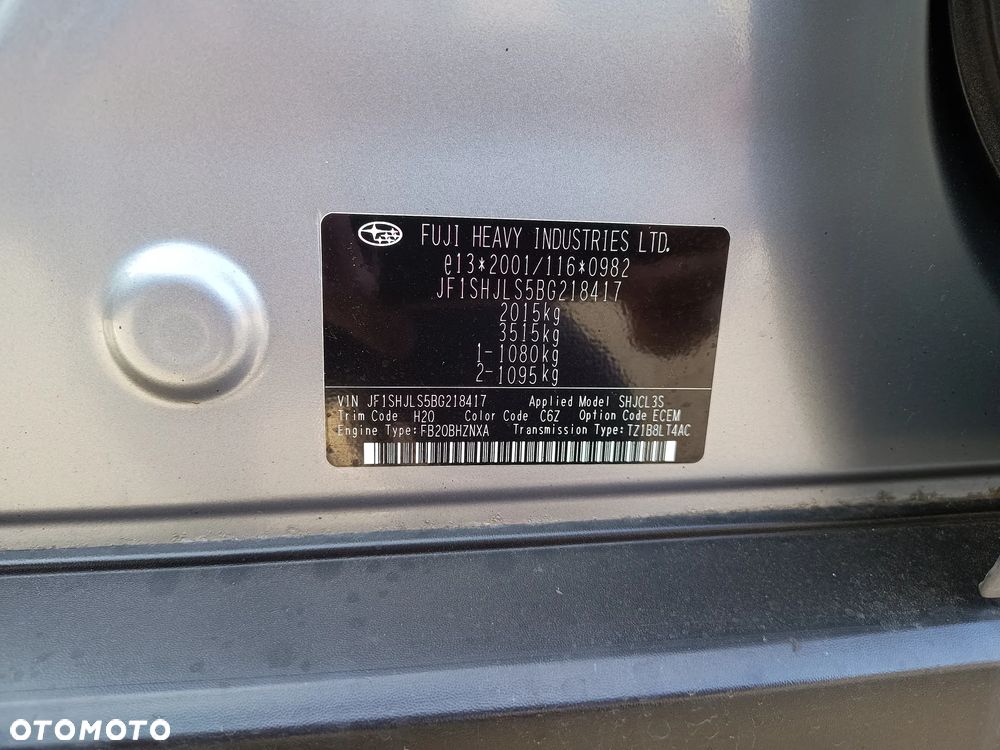 FUJI HEAVY INDUSTRIES LTD.
e13*2001/116*0982
JF1SHJLS5BG218417
2015kg
3515kg
1-1080kg
2-1095kg
VIN JF1SHJLS5BG218417 Applied Model SHJCL3S
Trim Code H20 Color Code C6Z Option Code ECEM
Engine Type:FB20BHZNXA Transmission Type:TZ1B8LT4AC
OTOMOTO